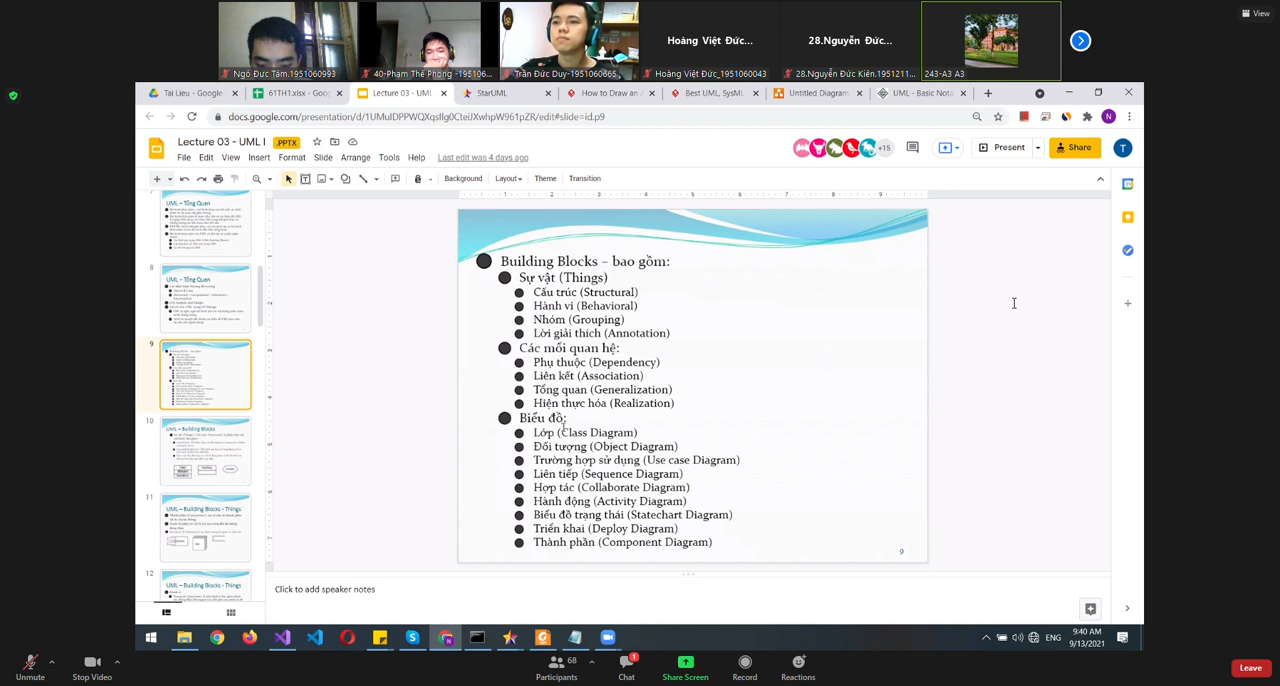 View
Ngô Đức Tâm.1951060993
40-Phạm Thế Phong -195106...
Trần Đức Duy-1951060665
Hoàng Việt Đức...
Hoàng Việt Đức_1951060043
28.Nguyễn Đức...
28.Nguyễn Đức Kiên.1951211...
243-A3 A3
Tai Lieu - Google
61TH1.xlsx - Goo
Lecture 03 - UML
StarUML
How to Draw an
Best UML, SysML
Untitled Diagram
UML - Basic Nota
docs.google.com/presentation/d/1UMuIDPPWQXqsIlg0CteiJXwhpW961pZR/edit#slide=id.p9
Lecture 03 - UML I
.PPTX
+15
Present
Share
T
File Edit View Insert Format Slide Arrange Tools Help Last edit was 4 days ago
Background Layout Theme Transition
UML – Tổng Quan
8
UML – Tổng Quan
9
10
UML – Building Blocks
11
UML – Building Blocks - Things
12
UML – Building Blocks - Things
Building Blocks – bao gồm:
Sự vật (Things)
Cấu trúc (Structural)
Hành vi (Behavioral)
Nhóm (Grouping)
Lời giải thích (Annotation)
Các mối quan hệ:
Phụ thuộc (Dependency)
Liên kết (Association)
Tổng quan (Generalization)
Hiện thực hóa (Realization)
Biểu đồ:
Lớp (Class Diagram)
Đối tượng (Object Diagram)
Trường hợp sử dụng (Use case Diagram)
Liên tiếp (Sequence Diagram)
Hợp tác (Collaborate Diagram)
Hành động (Activity Diagram)
Biểu đồ trạng thái (Statechart Diagram)
Triển khai (Deploy Diagram)
Thành phần (Component Diagram)
9
Click to add speaker notes
ENG
9:40 AM
9/13/2021
Unmute
Stop Video
68
Participants
1
Chat
Share Screen
Record
Reactions
Leave